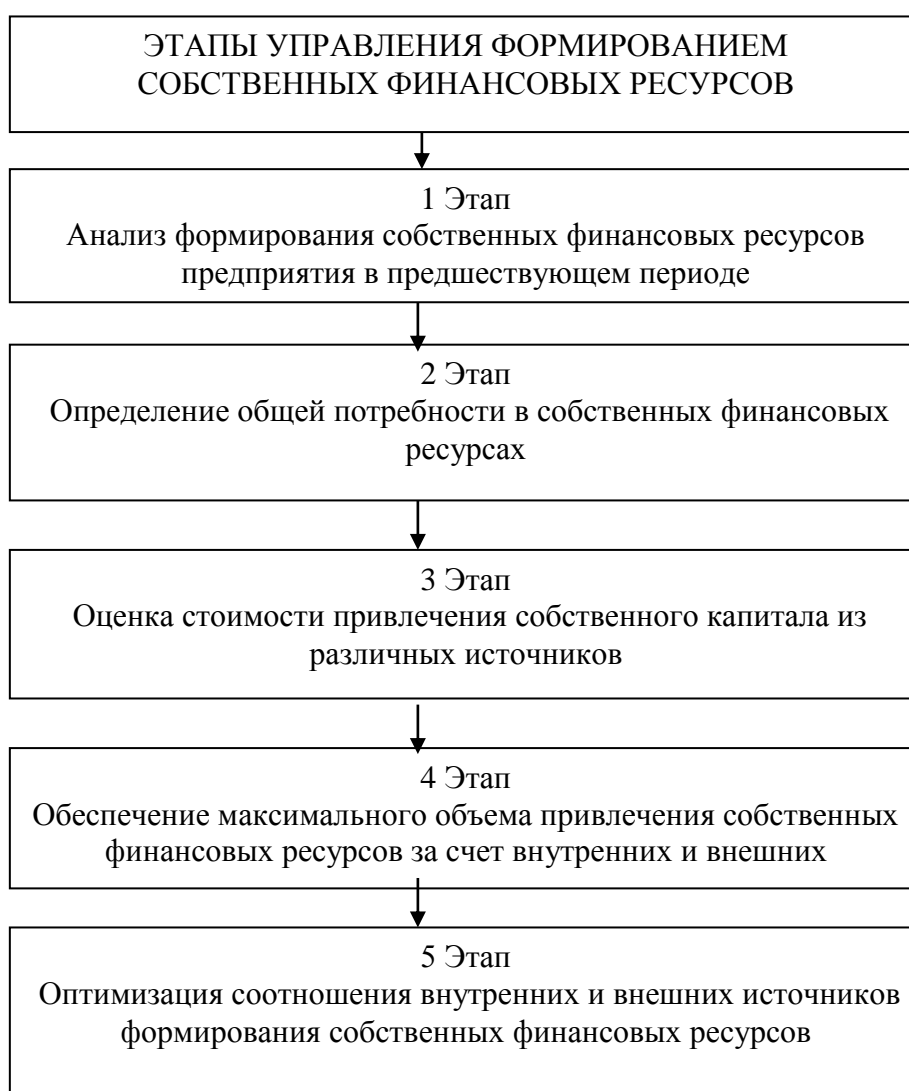 ЭТАПЫ УПРАВЛЕНИЯ ФОРМИРОВАНИЕМ
СОБСТВЕННЫХ ФИНАНСОВЫХ РЕСУРСОВ
1 Этап
Анализ формирования собственных финансовых ресурсов
предприятия в предшествующем периоде
2 Этап
Определение общей потребности в собственных финансовых
ресурсах
3 Этап
Оценка стоимости привлечения собственного капитала из
различных источников
4 Этап
Обеспечение максимального объема привлечения собственных
финансовых ресурсов за счет внутренних и внешних
5 Этап
Оптимизация соотношения внутренних и внешних источников
формирования собственных финансовых ресурсов